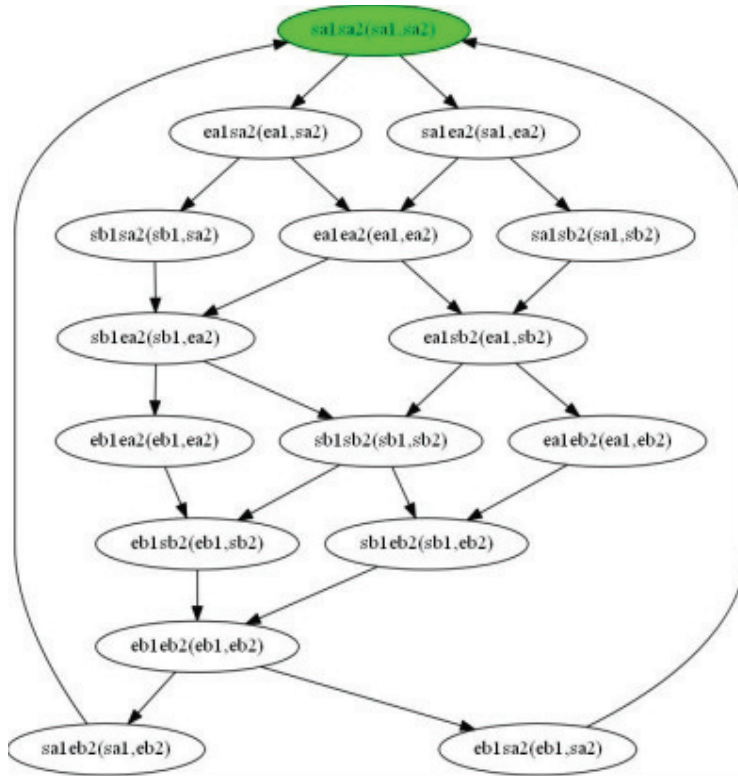 sa1sa2(sa1,sa2)
ea1sa2(ea1,sa2)
sa1ea2(sa1,ea2)
sb1sa2(sb1,sa2)
ea1ea2(ea1,ea2)
sa1sb2(sa1,sb2)
sb1ea2(sb1,ea2)
ea1sb2(ea1,sb2)
eb1ea2(eb1,ea2)
sb1sb2(sb1,sb2)
ea1eb2(ea1,eb2)
eb1sb2(eb1,sb2)
sb1eb2(sb1,eb2)
eb1eb2(eb1,eb2)
sa1eb2(sa1,eb2)
eb1sa2(eb1,sa2)